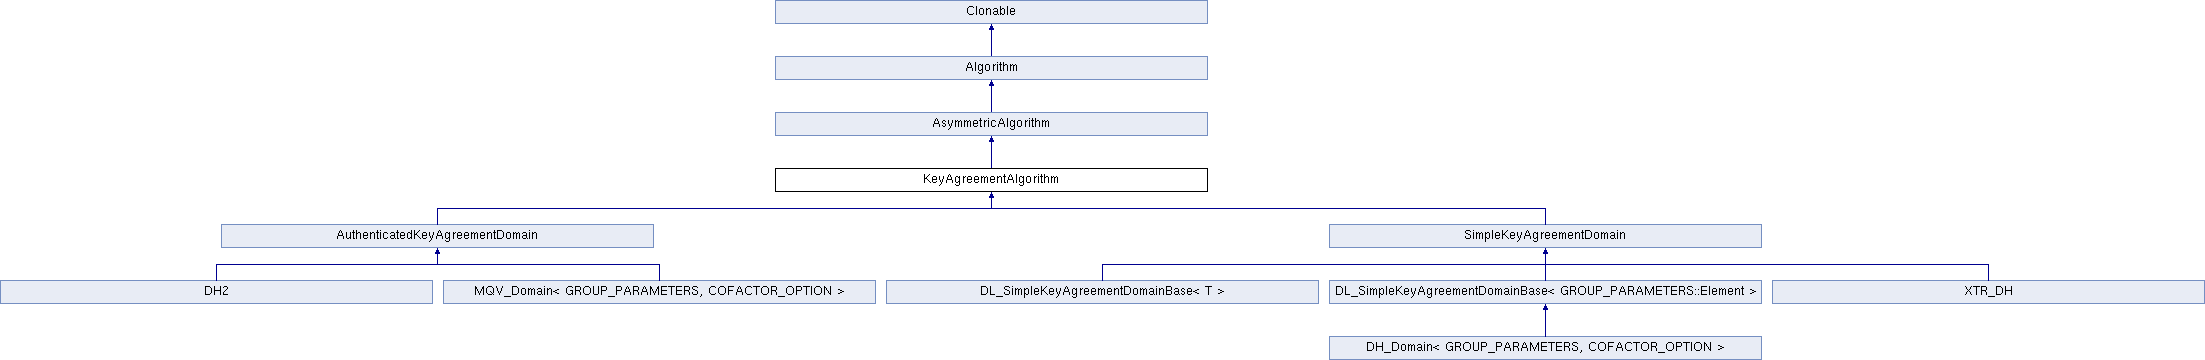 Clonable
Algorithm
AsymmetricAlgorithm
KeyAgreementAlgorithm
AuthenticatedKeyAgreementDomain
SimpleKeyAgreementDomain
DH2
MQV_Domain< GROUP_PARAMETERS, COFACTOR_OPTION >
DL_SimpleKeyAgreementDomainBase< T >
DL_SimpleKeyAgreementDomainBase< GROUP_PARAMETERS::Element >
XTR_DH
DH_Domain< GROUP_PARAMETERS, COFACTOR_OPTION >